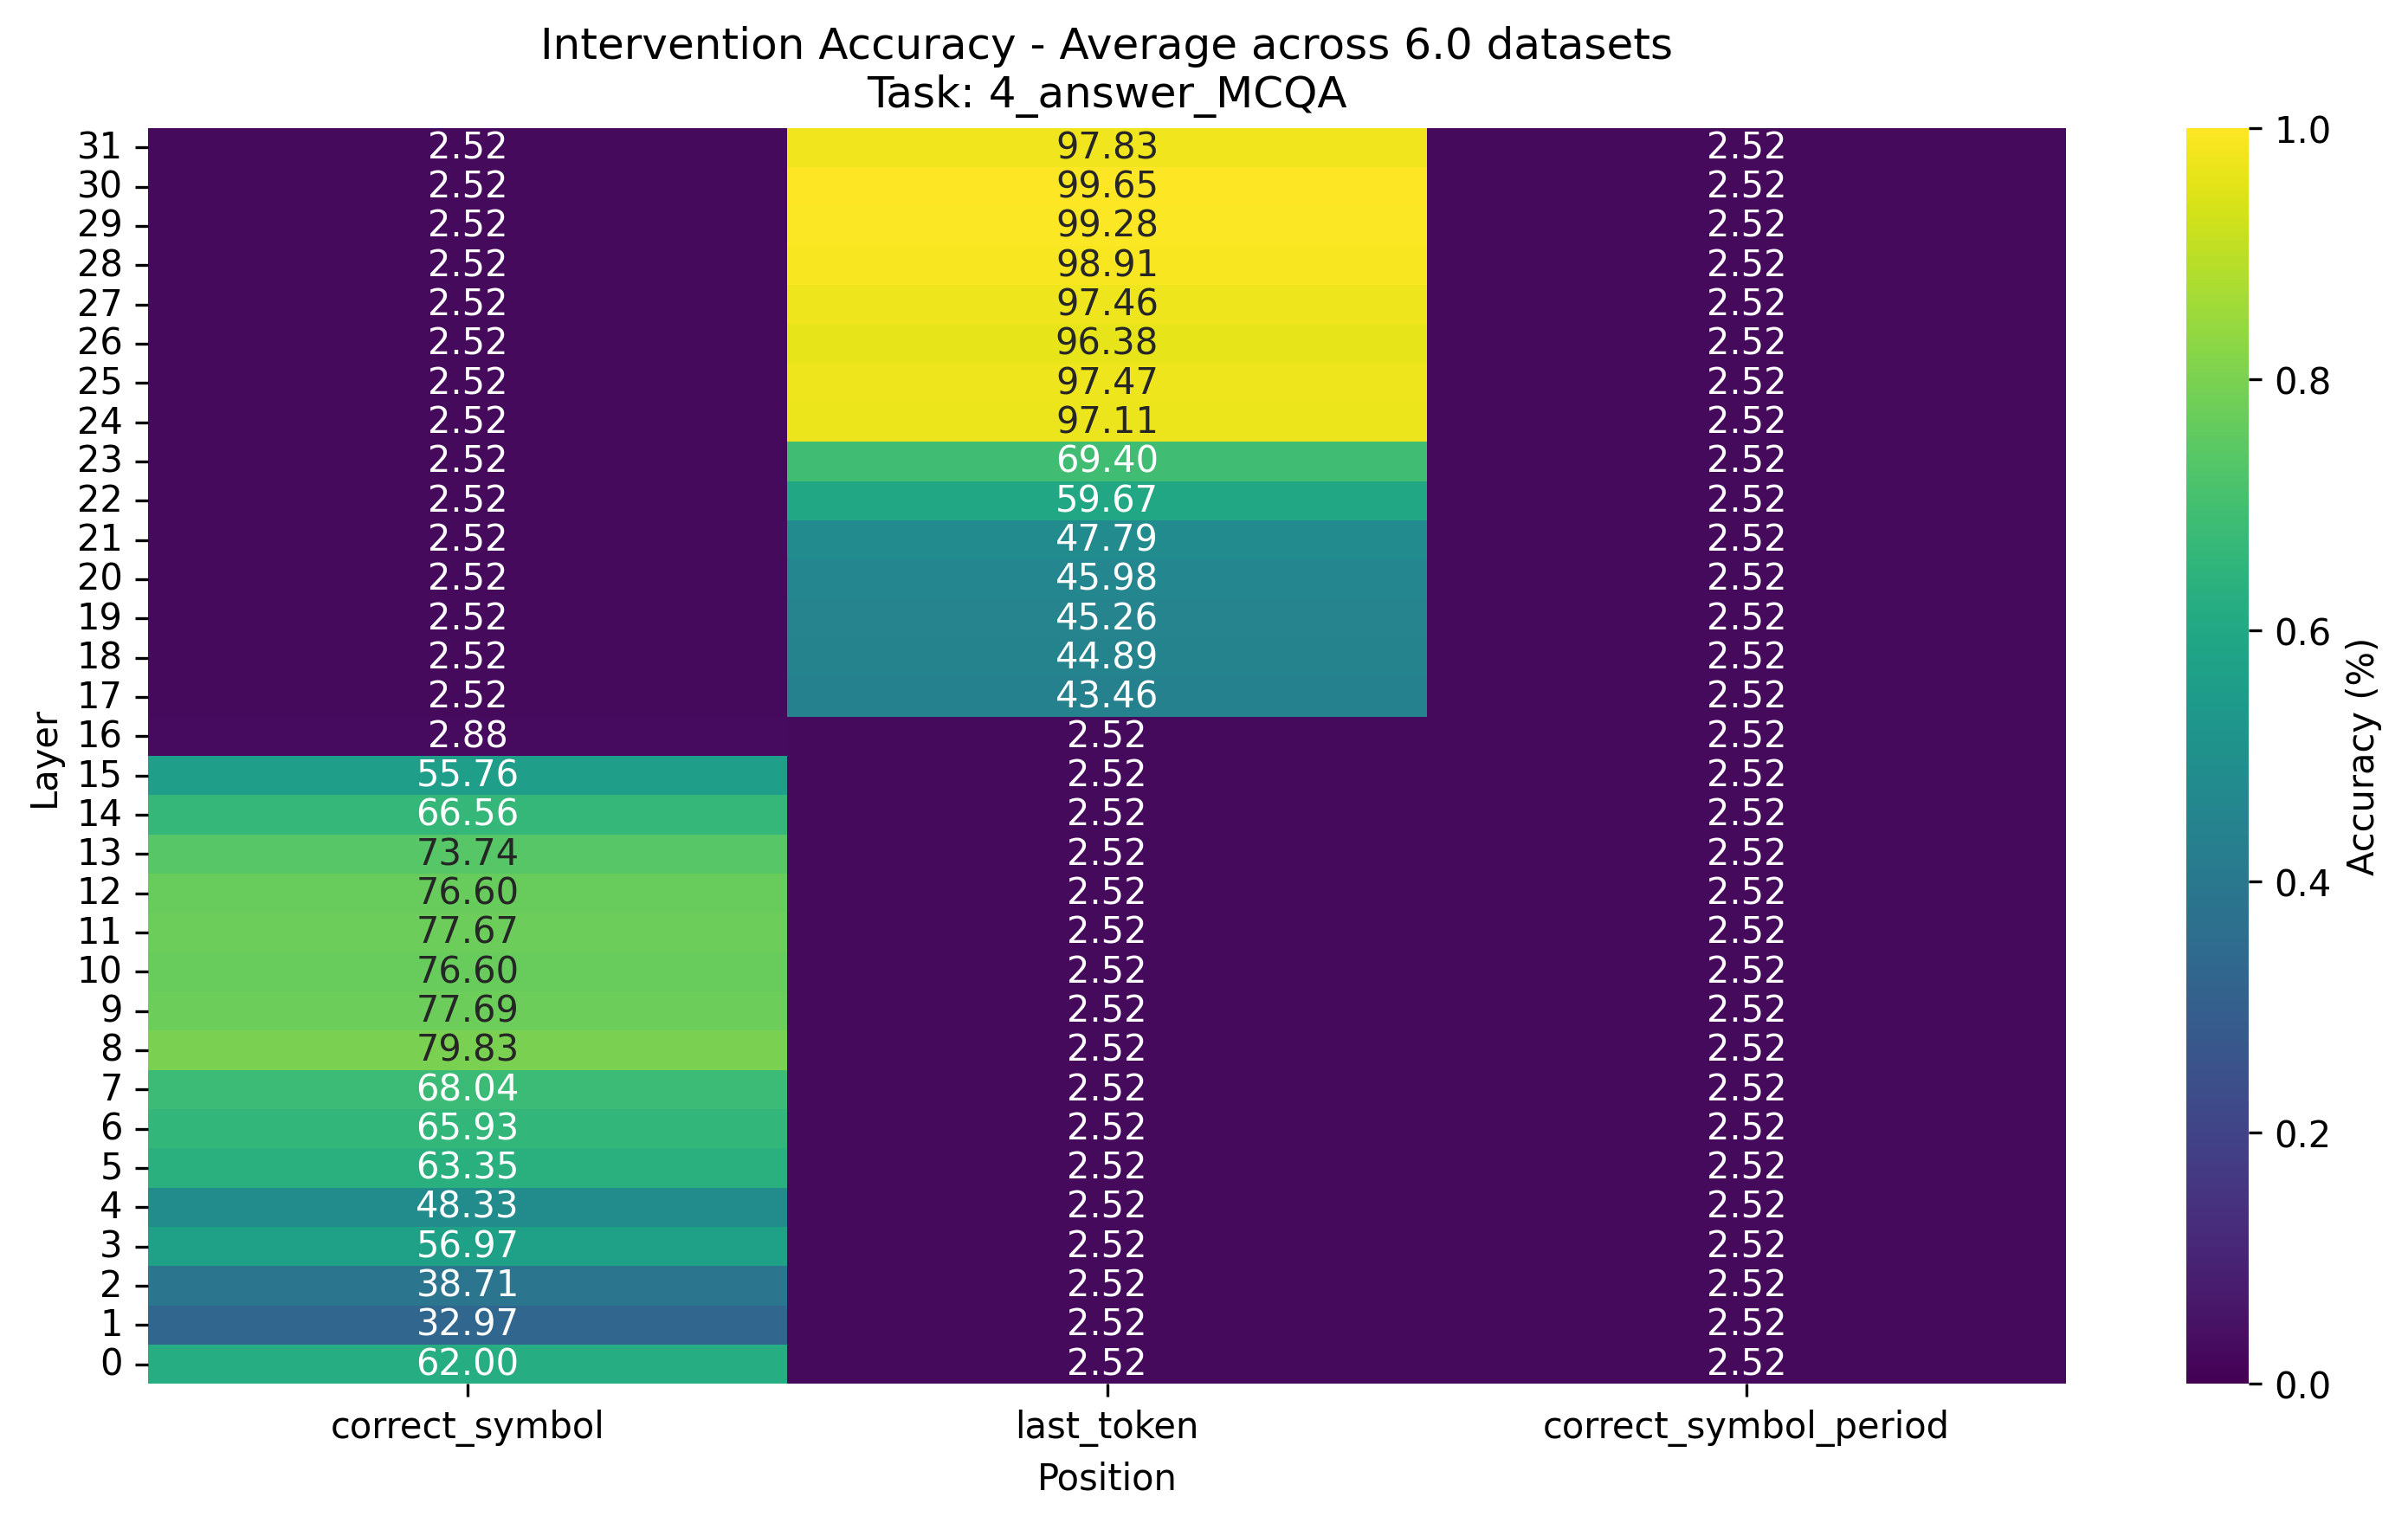 Intervention Accuracy - Average across 6.0 datasets
Task: 4_answer_MCQA
31 2.52 97.83 2.52
30 2.52 99.65 2.52
29 2.52 99.28 2.52
28 2.52 98.91 2.52
27 2.52 97.46 2.52
26 2.52 96.38 2.52
25 2.52 97.47 2.52
24 2.52 97.11 2.52
23 2.52 69.40 2.52
22 2.52 59.67 2.52
21 2.52 47.79 2.52
20 2.52 45.98 2.52
19 2.52 45.26 2.52
18 2.52 44.89 2.52
17 2.52 43.46 2.52
16 2.88 2.52 2.52
15 55.76 2.52 2.52
14 66.56 2.52 2.52
13 73.74 2.52 2.52
12 76.60 2.52 2.52
11 77.67 2.52 2.52
10 76.60 2.52 2.52
9 77.69 2.52 2.52
8 79.83 2.52 2.52
7 68.04 2.52 2.52
6 65.93 2.52 2.52
5 63.35 2.52 2.52
4 48.33 2.52 2.52
3 56.97 2.52 2.52
2 38.71 2.52 2.52
1 32.97 2.52 2.52
0 62.00 2.52 2.52
Layer
correct_symbol last_token correct_symbol_period
Position
1.0
0.8
0.6
0.4
0.2
0.0
Accuracy (%)